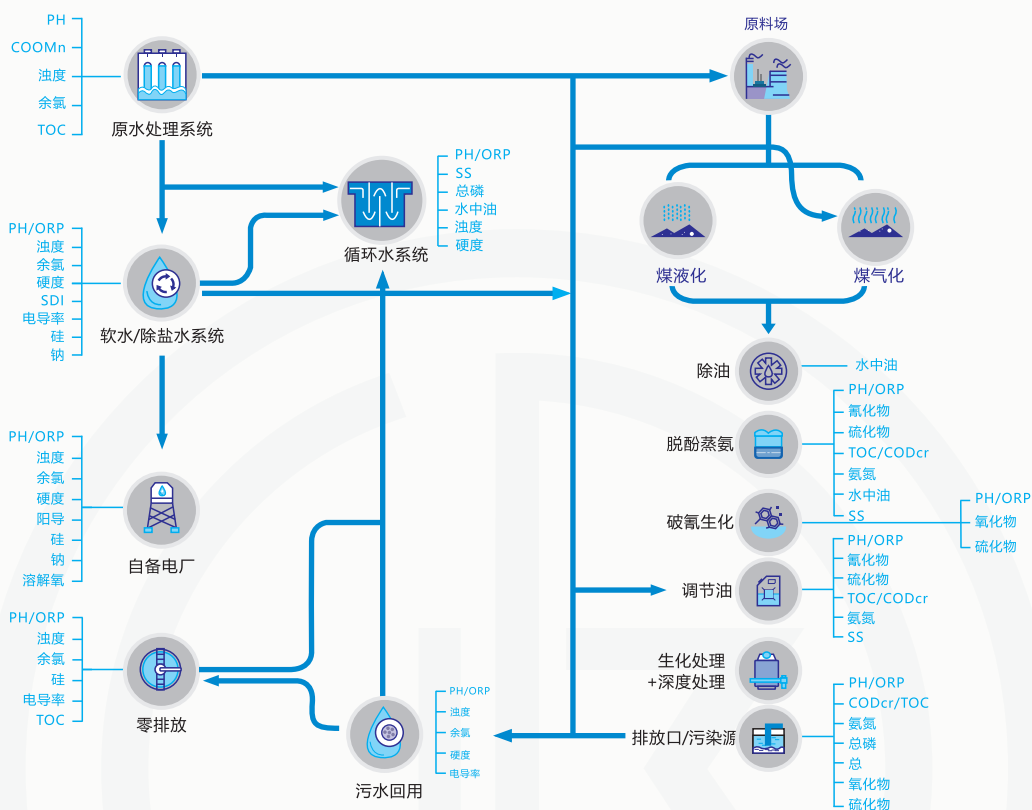 PH
COOMn
浊度
余氯
TOC
原水处理系统
原料场
PH/ORP
SS
总磷
水中油
浊度
硬度
循环水系统
煤液化
煤气化
PH/ORP
浊度
余氯
硬度
SDI
电导率
硅
钠
软水/除盐水系统
除油
水中油
脱酚蒸氨
PH/ORP
氰化物
硫化物
TOC/CODcr
氨氮
水中油
SS
PH/ORP
浊度
余氯
硬度
阳导
硅
钠
溶解氧
自备电厂
破氰生化
PH/ORP
氧化物
硫化物
调节油
PH/ORP
氰化物
硫化物
TOC/CODcr
氨氮
SS
PH/ORP
浊度
余氯
硅
电导率
TOC
零排放
生化处理
+深度处理
PH/ORP
浊度
余氯
硬度
电导率
污水回用
排放口/污染源
PH/ORP
CODcr/TOC
氨氮
总磷
总
氧化物
硫化物